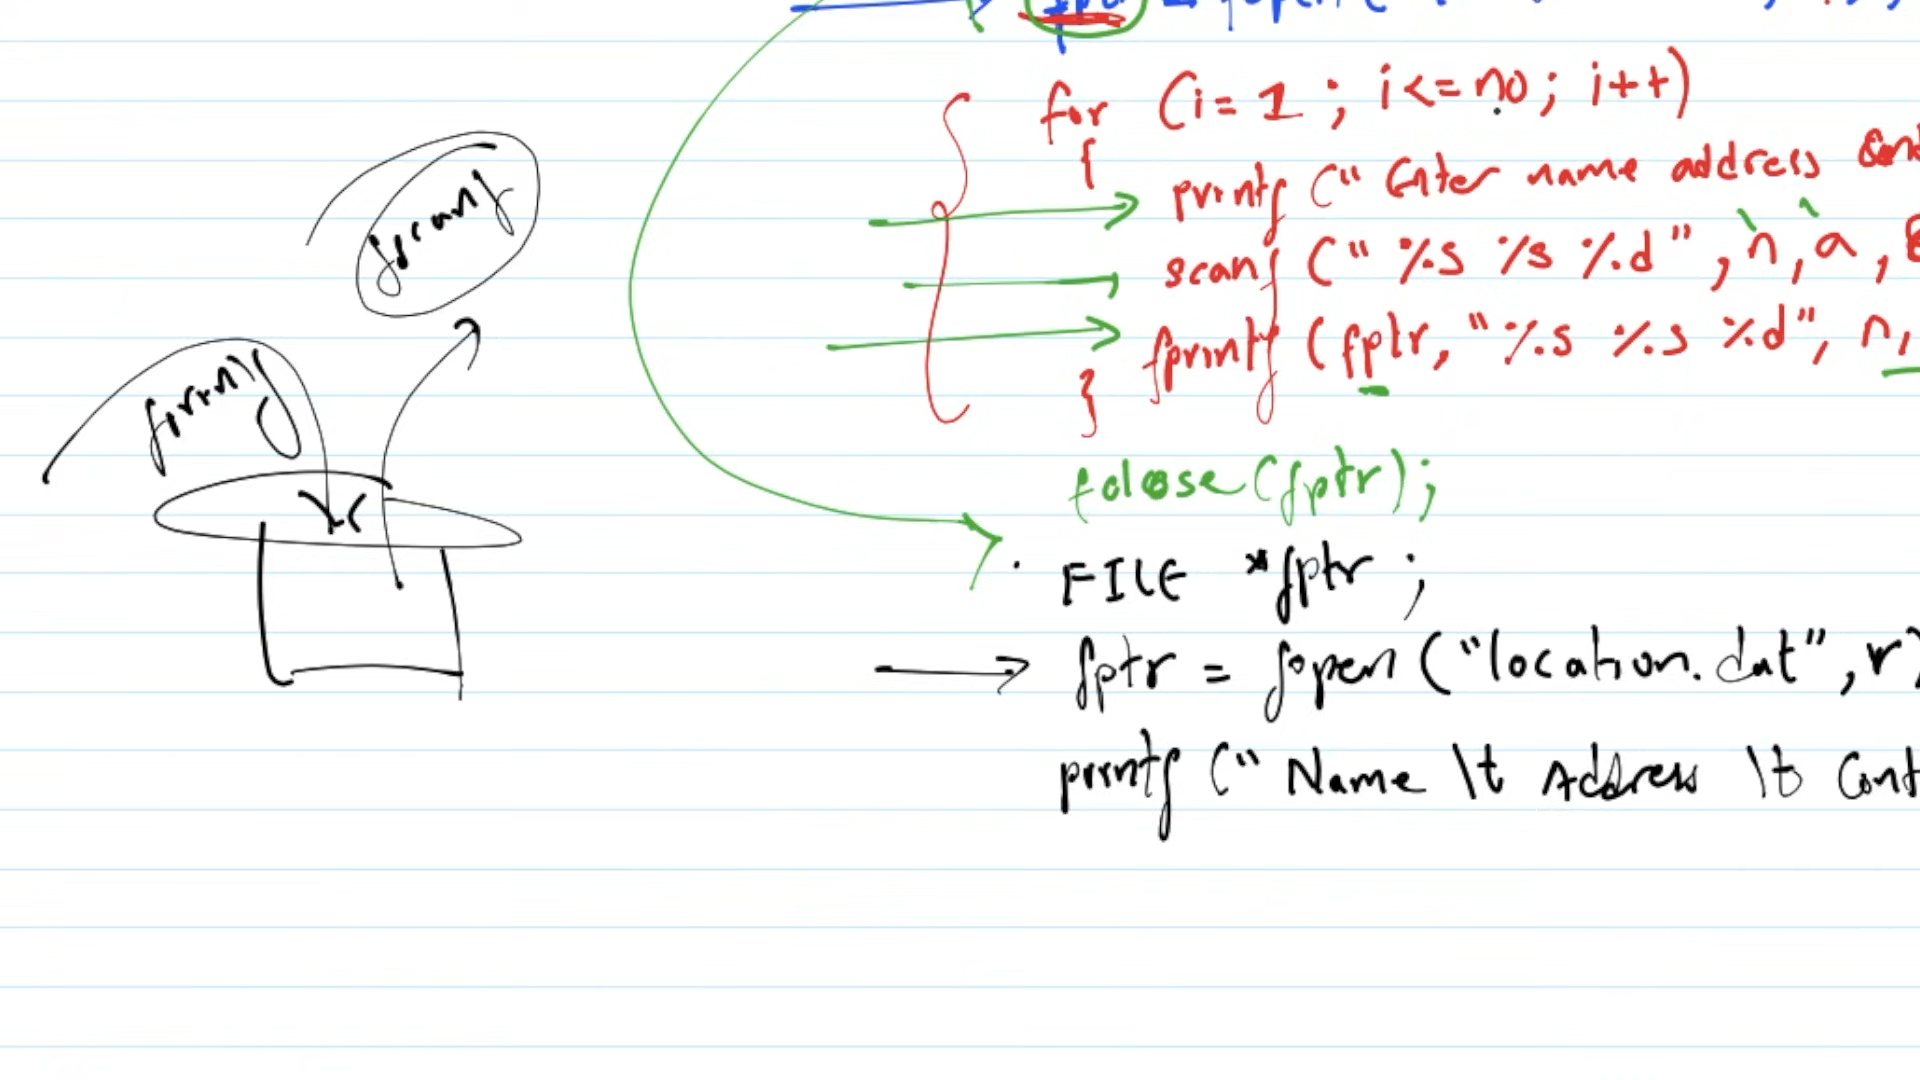 for (i = 1 ; i <= no ; i++)
{
printf (" Enter name address
scanf (" %s %s %d " , n , a ,
fprintf ( fptr, " %s %s %d ", n,
}
fclose (fptr) ;
FILE *fptr ;
fptr = fopen ("location.dat" , r)
printf (" Name \t Address \t Cont
fscanf
fprintf